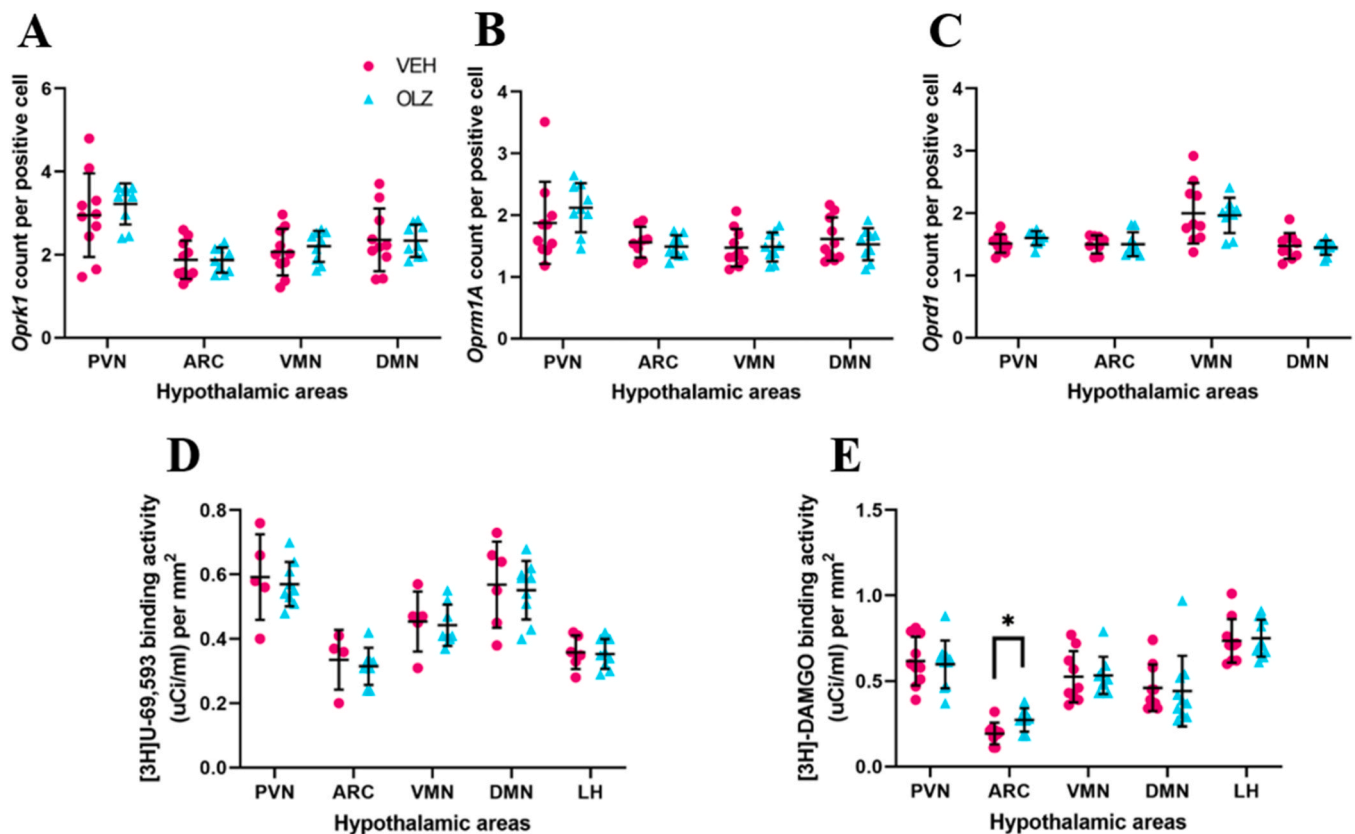 A
B
C
VEH
OLZ
Oprk1 count per positive cell
6
4
2
0
PVN ARC VMN DMN
Hypothalamic areas
Oprm1A count per positive cell
4
3
2
1
0
PVN ARC VMN DMN
Hypothalamic areas
Oprd1 count per positive cell
4
3
2
1
0
PVN ARC VMN DMN
Hypothalamic areas
D
E
[3H]U-69,593 binding activity
(uCi/ml) per mm²
0.8
0.6
0.4
0.2
0.0
PVN ARC VMN DMN LH
Hypothalamic areas
[3H]-DAMGO binding activity
(uCi/ml) per mm²
1.5
1.0
0.5
0.0
*
PVN ARC VMN DMN LH
Hypothalamic areas